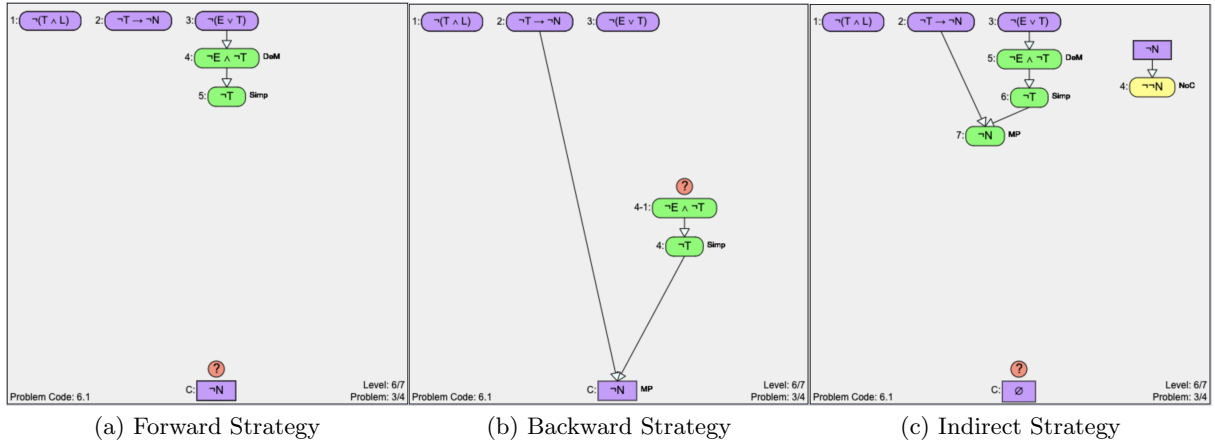 1: ¬(T ∧ L) 2: ¬T → ¬N 3: ¬(E ∨ T)
4: ¬E ∧ ¬T DeM
5: ¬T Simp
?
C: ¬N
Problem Code: 6.1
Level: 6/7
Problem: 3/4
(a) Forward Strategy
1: ¬(T ∧ L) 2: ¬T → ¬N 3: ¬(E ∨ T)
?
4-1: ¬E ∧ ¬T
4: ¬T Simp
C: ¬N MP
Problem Code: 6.1
Level: 6/7
Problem: 3/4
(b) Backward Strategy
1: ¬(T ∧ L) 2: ¬T → ¬N 3: ¬(E ∨ T)
¬N
5: ¬E ∧ ¬T DeM
4: ¬¬N NoC
6: ¬T Simp
7: ¬N MP
?
C: ∅
Problem Code: 6.1
Level: 6/7
Problem: 3/4
(c) Indirect Strategy